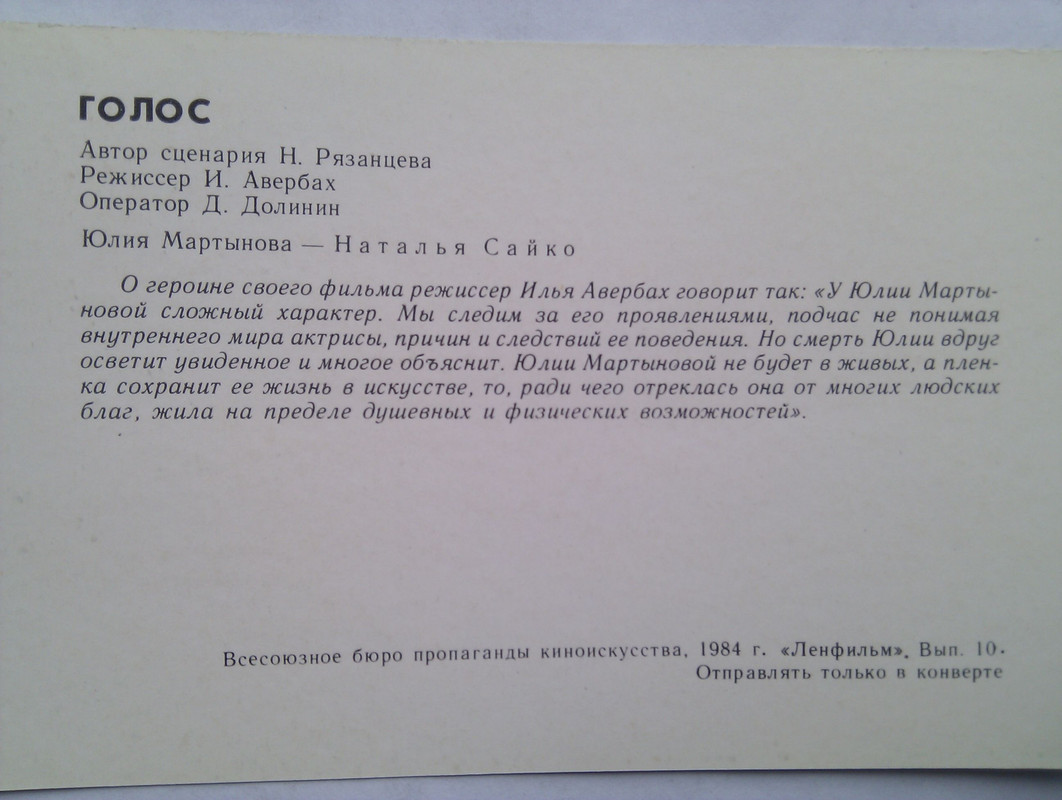 ГОЛОС
Автор сценария Н. Рязанцева
Режиссер И. Авербах
Оператор Д. Долинин
Юлия Мартынова — Наталья Сайко
О героине своего фильма режиссер Илья Авербах говорит так: «У Юлии Марты-
новой сложный характер. Мы следим за его проявлениями, подчас не понимая
внутреннего мира актрисы, причин и следствий ее поведения. Но смерть Юлии вдруг
осветит увиденное и многое объяснит. Юлии Мартыновой не будет в живых, а плен-
ка сохранит ее жизнь в искусстве, то, ради чего отреклась она от многих людских
благ, жила на пределе душевных и физических возможностей».
Всесоюзное бюро пропаганды киноискусства, 1984 г. «Ленфильм». Вып. 10.
Отправлять только в конверте